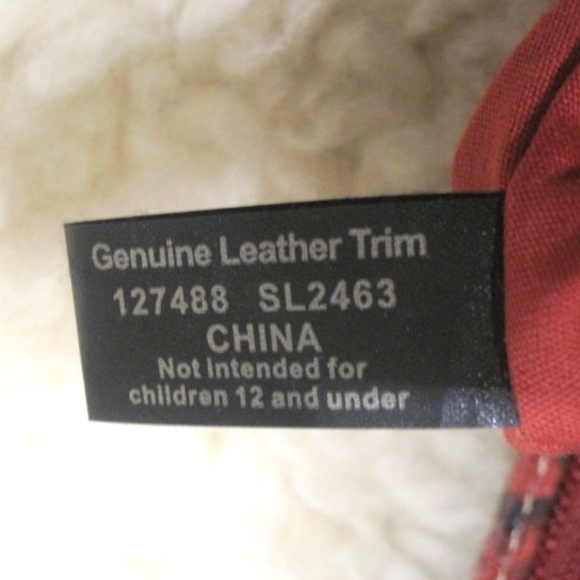 Genuine Leather Trim
127488 SL2463
CHINA
Not intended for
children 12 and under